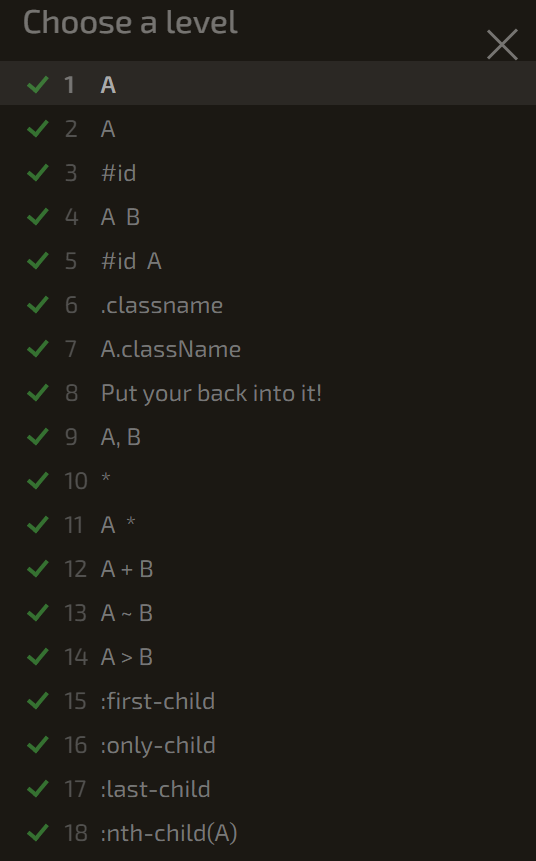 Choose a level
1 A
2 A
3 #id
4 A B
5 #id A
6 .classname
7 A.className
8 Put your back into it!
9 A, B
10 *
11 A *
12 A + B
13 A ~ B
14 A > B
15 :first-child
16 :only-child
17 :last-child
18 :nth-child(A)